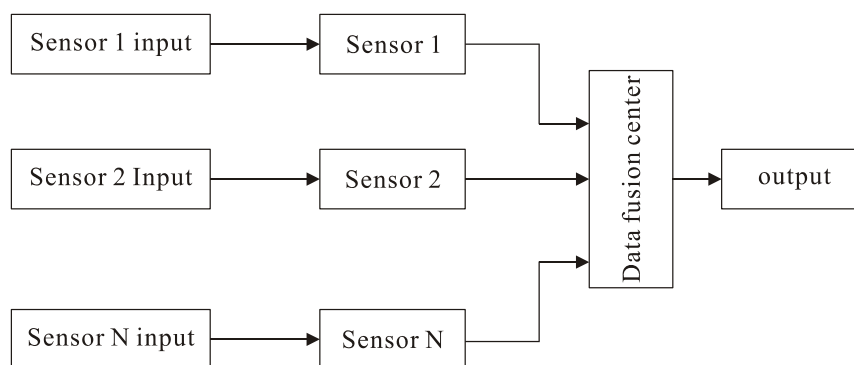 Sensor 1 input
Sensor 1
Sensor 2 Input
Sensor 2
Sensor N input
Sensor N
Data fusion center
output